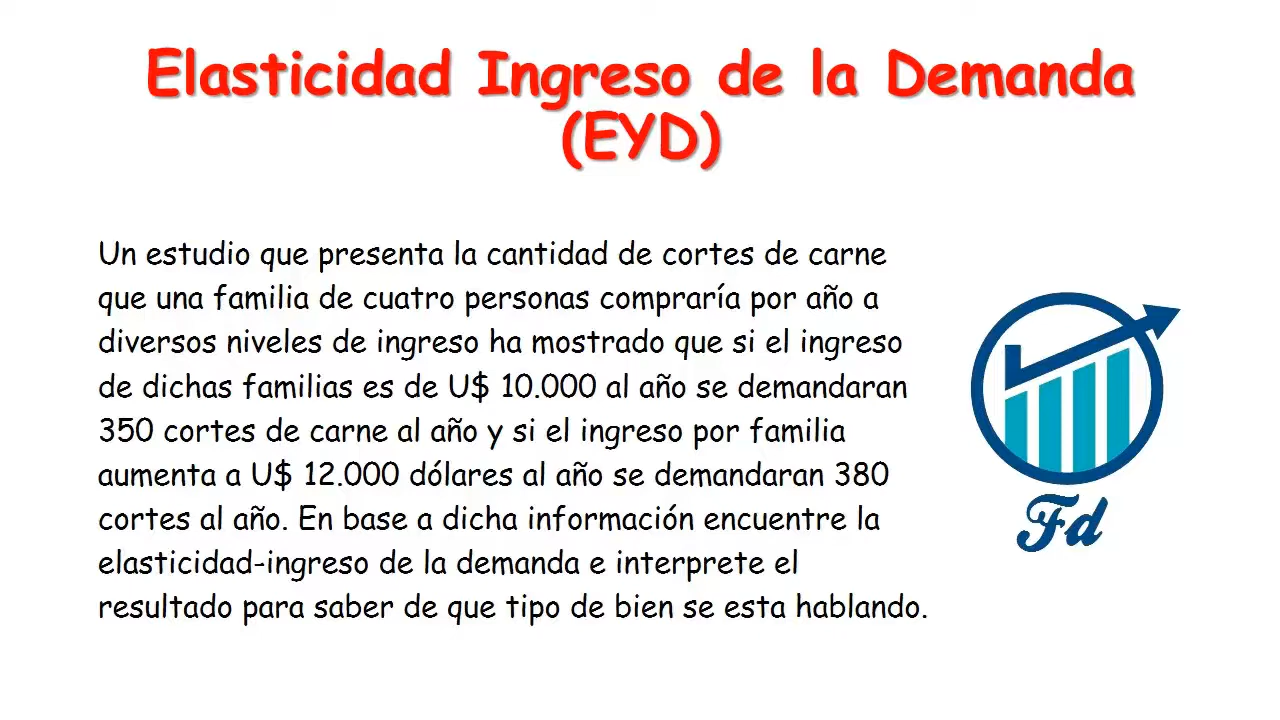 Elasticidad Ingreso de la Demanda
(EYD)
Un estudio que presenta la cantidad de cortes de carne
que una familia de cuatro personas compraría por año a
diversos niveles de ingreso ha mostrado que si el ingreso
de dichas familias es de U$ 10.000 al año se demandaran
350 cortes de carne al año y si el ingreso por familia
aumenta a U$ 12.000 dólares al año se demandaran 380
cortes al año. En base a dicha información encuentre la
elasticidad-ingreso de la demanda e interprete el
resultado para saber de que tipo de bien se esta hablando.
Fd